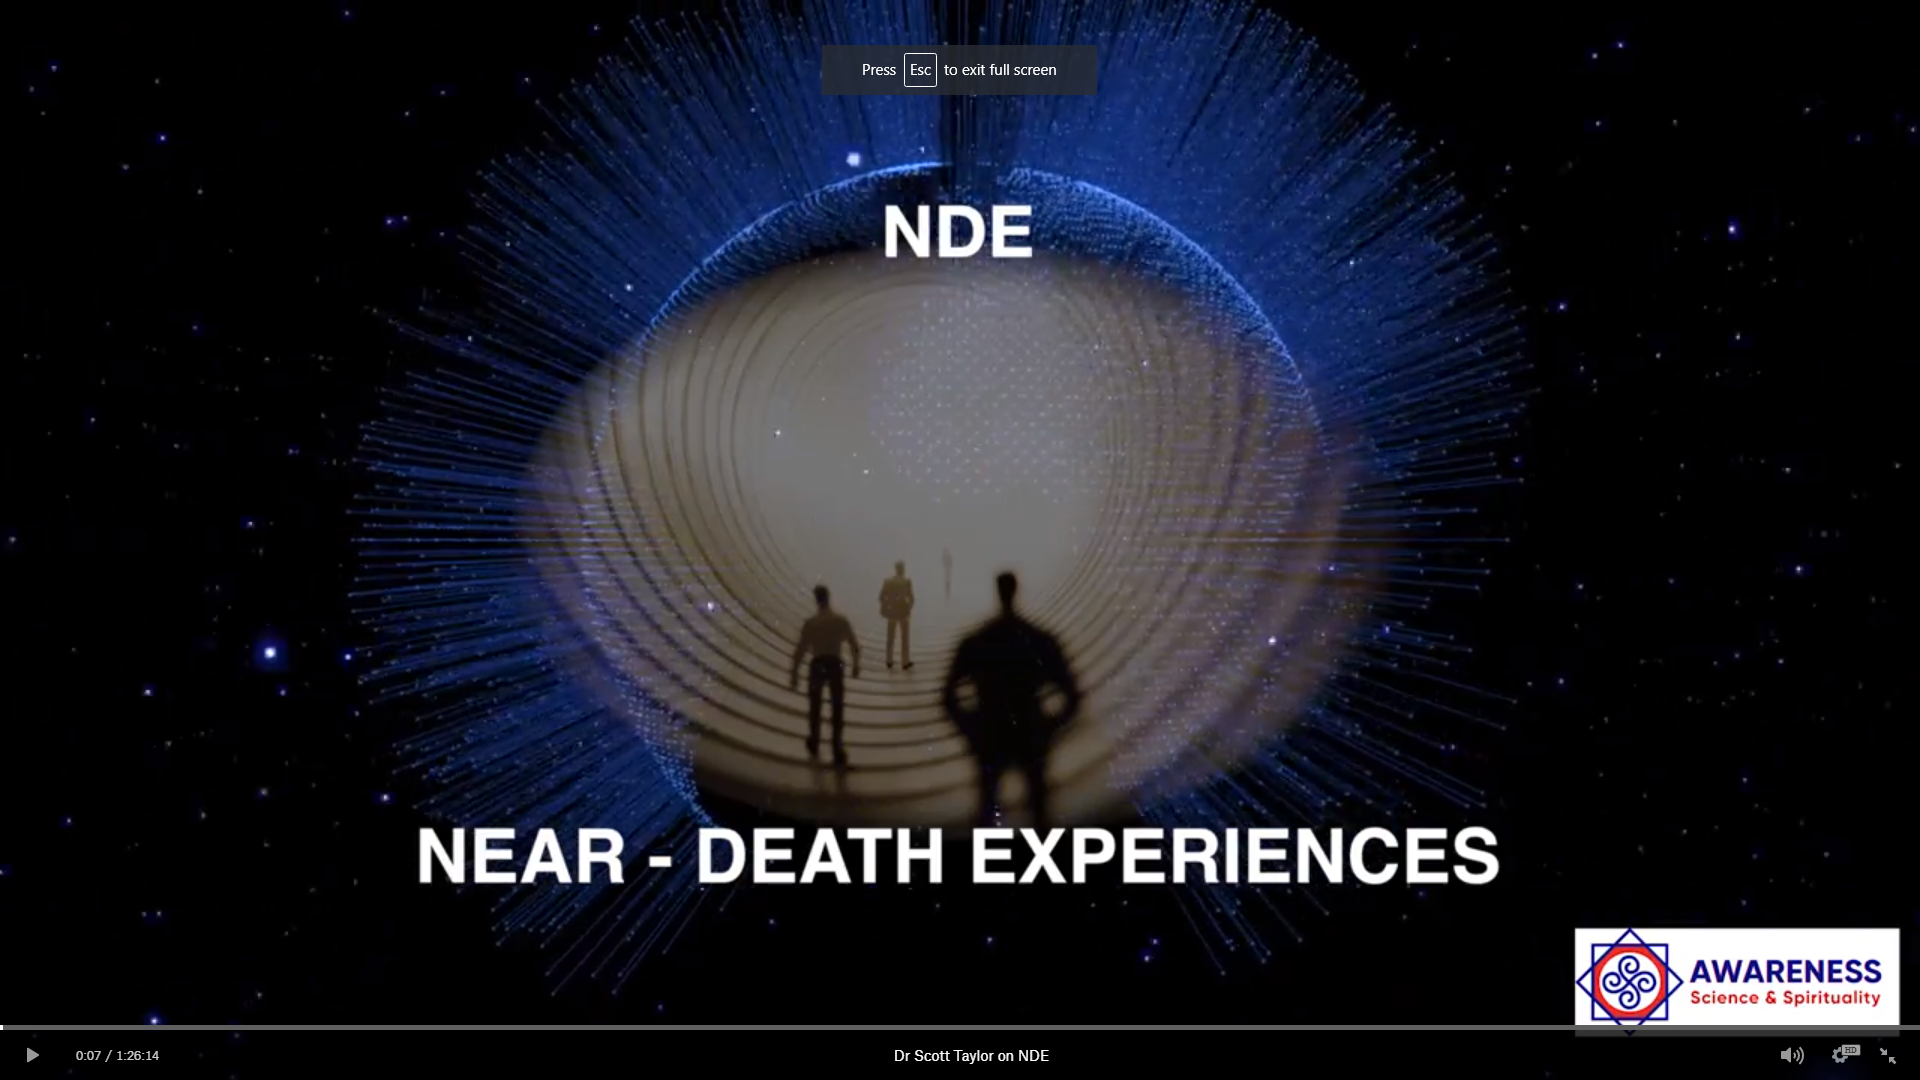 Press Esc to exit full screen
NDE
NEAR - DEATH EXPERIENCES
AWARENESS
Science & Spirituality
0:07 / 1:26:14
Dr Scott Taylor on NDE
HD